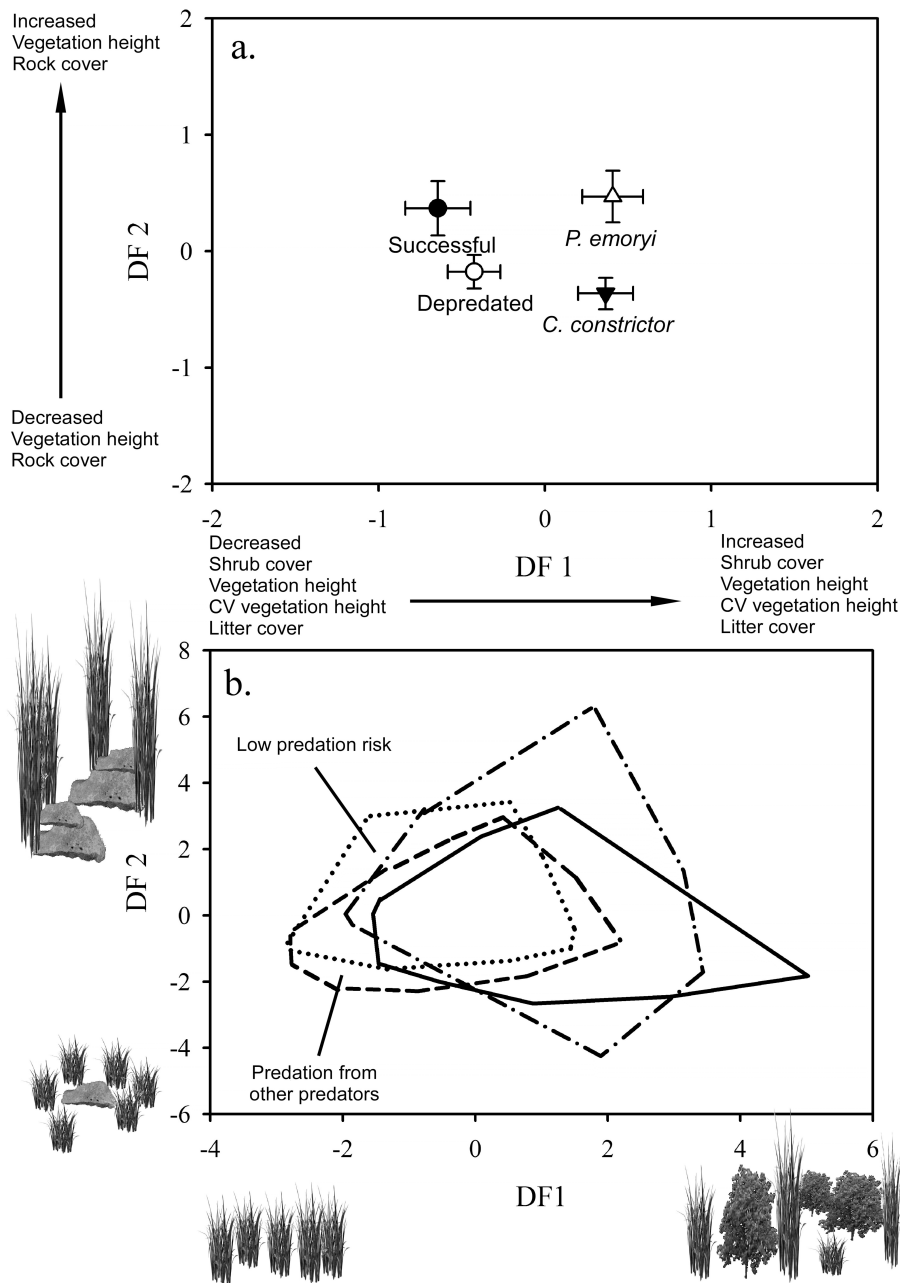 Increased
Vegetation height
Rock cover
Decreased
Vegetation height
Rock cover
a.
DF 2
2
1
0
-1
-2
Successful
Depredated
P. emoryi
C. constrictor
-2 -1 0 1 2
DF 1
Decreased
Shrub cover
Vegetation height
CV vegetation height
Litter cover
Increased
Shrub cover
Vegetation height
CV vegetation height
Litter cover
b.
DF 2
8
6
4
2
0
-2
-4
-6
Low predation risk
Predation from
other predators
-4 -2 0 2 4 6
DF1